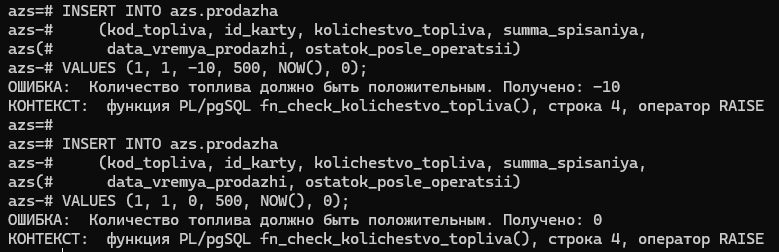 azs=# INSERT INTO azs.prodazha
azs-#     (kod_topliva, id_karty, kolichestvo_topliva, summa_spisaniya,
azs(#      data_vremya_prodazhi, ostatok_posle_operatsii)
azs-# VALUES (1, 1, -10, 500, NOW(), 0);
ОШИБКА:  Количество топлива должно быть положительным. Получено: -10
КОНТЕКСТ:  функция PL/pgSQL fn_check_kolichestvo_topliva(), строка 4, оператор RAISE
azs=#
azs=# INSERT INTO azs.prodazha
azs-#     (kod_topliva, id_karty, kolichestvo_topliva, summa_spisaniya,
azs(#      data_vremya_prodazhi, ostatok_posle_operatsii)
azs-# VALUES (1, 1, 0, 500, NOW(), 0);
ОШИБКА:  Количество топлива должно быть положительным. Получено: 0
КОНТЕКСТ:  функция PL/pgSQL fn_check_kolichestvo_topliva(), строка 4, оператор RAISE